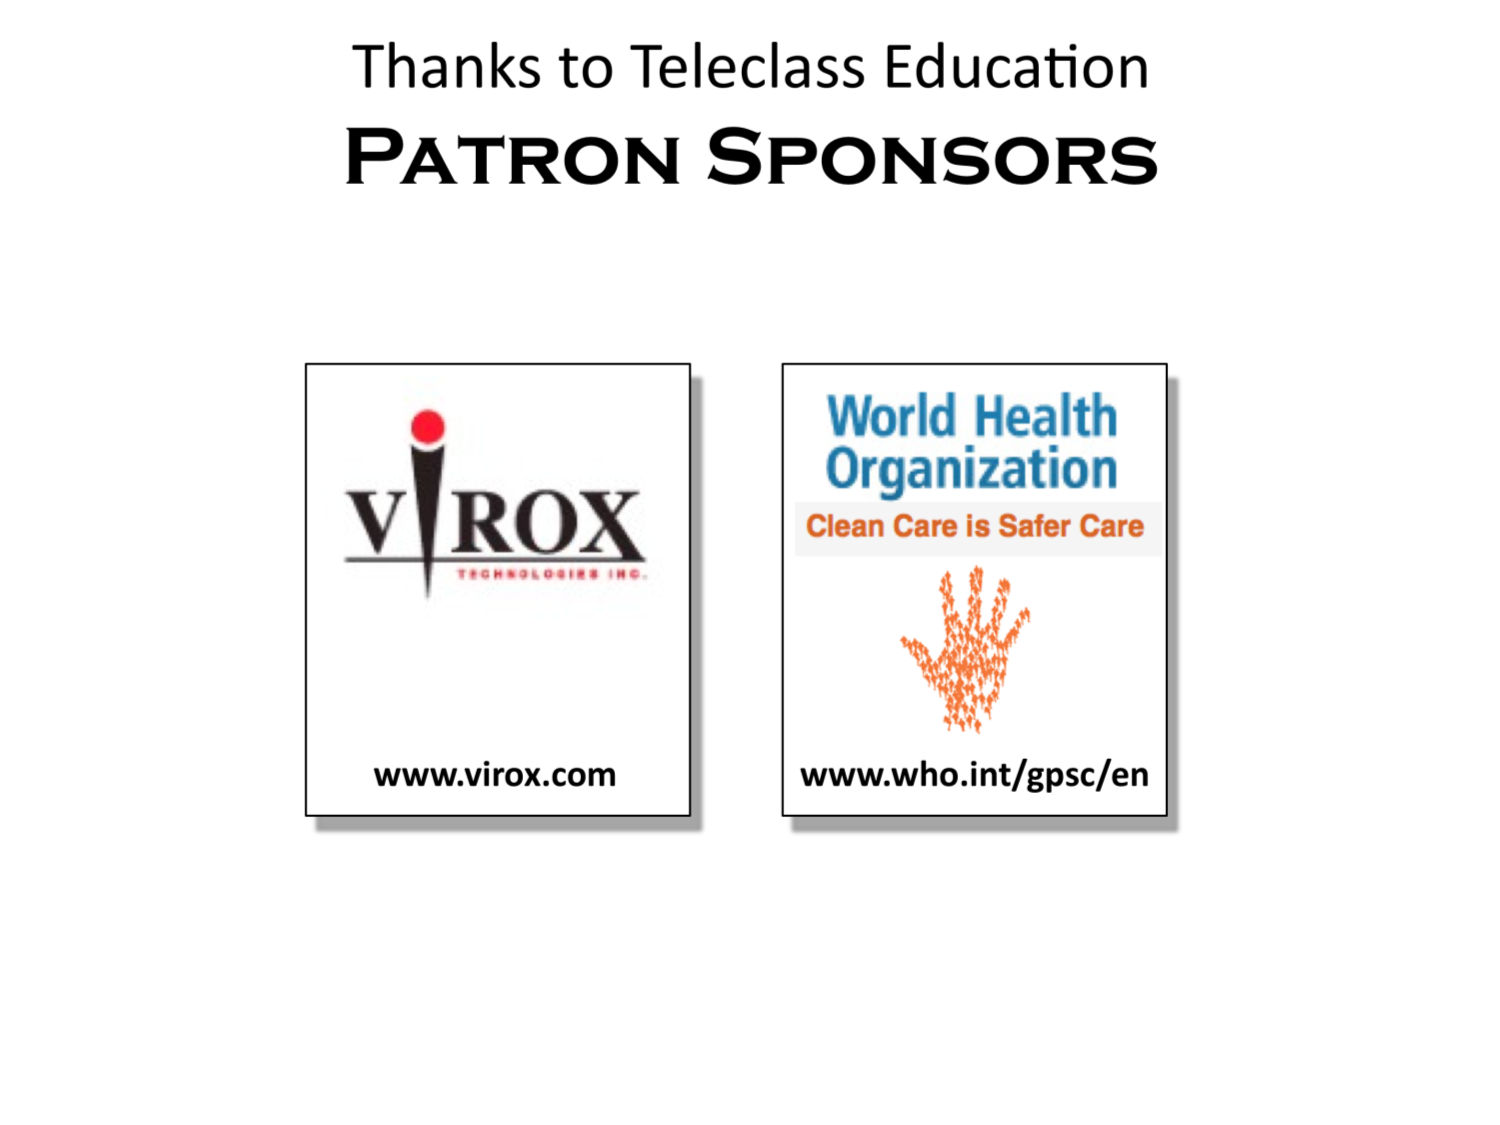 Thanks to Teleclass Education
PATRON SPONSORS
VIROX
TECHNOLOGIES INC.
www.virox.com
World Health
Organization
Clean Care is Safer Care
www.who.int/gpsc/en